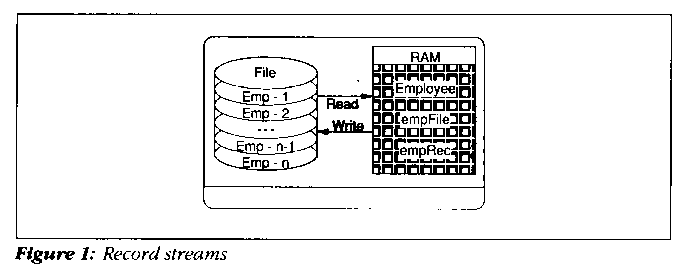 File
Emp - 1
Emp - 2
---
Emp - n-1
Emp - n
Read
Write
RAM
Employee
empFile
empRec
Figure 1: Record streams